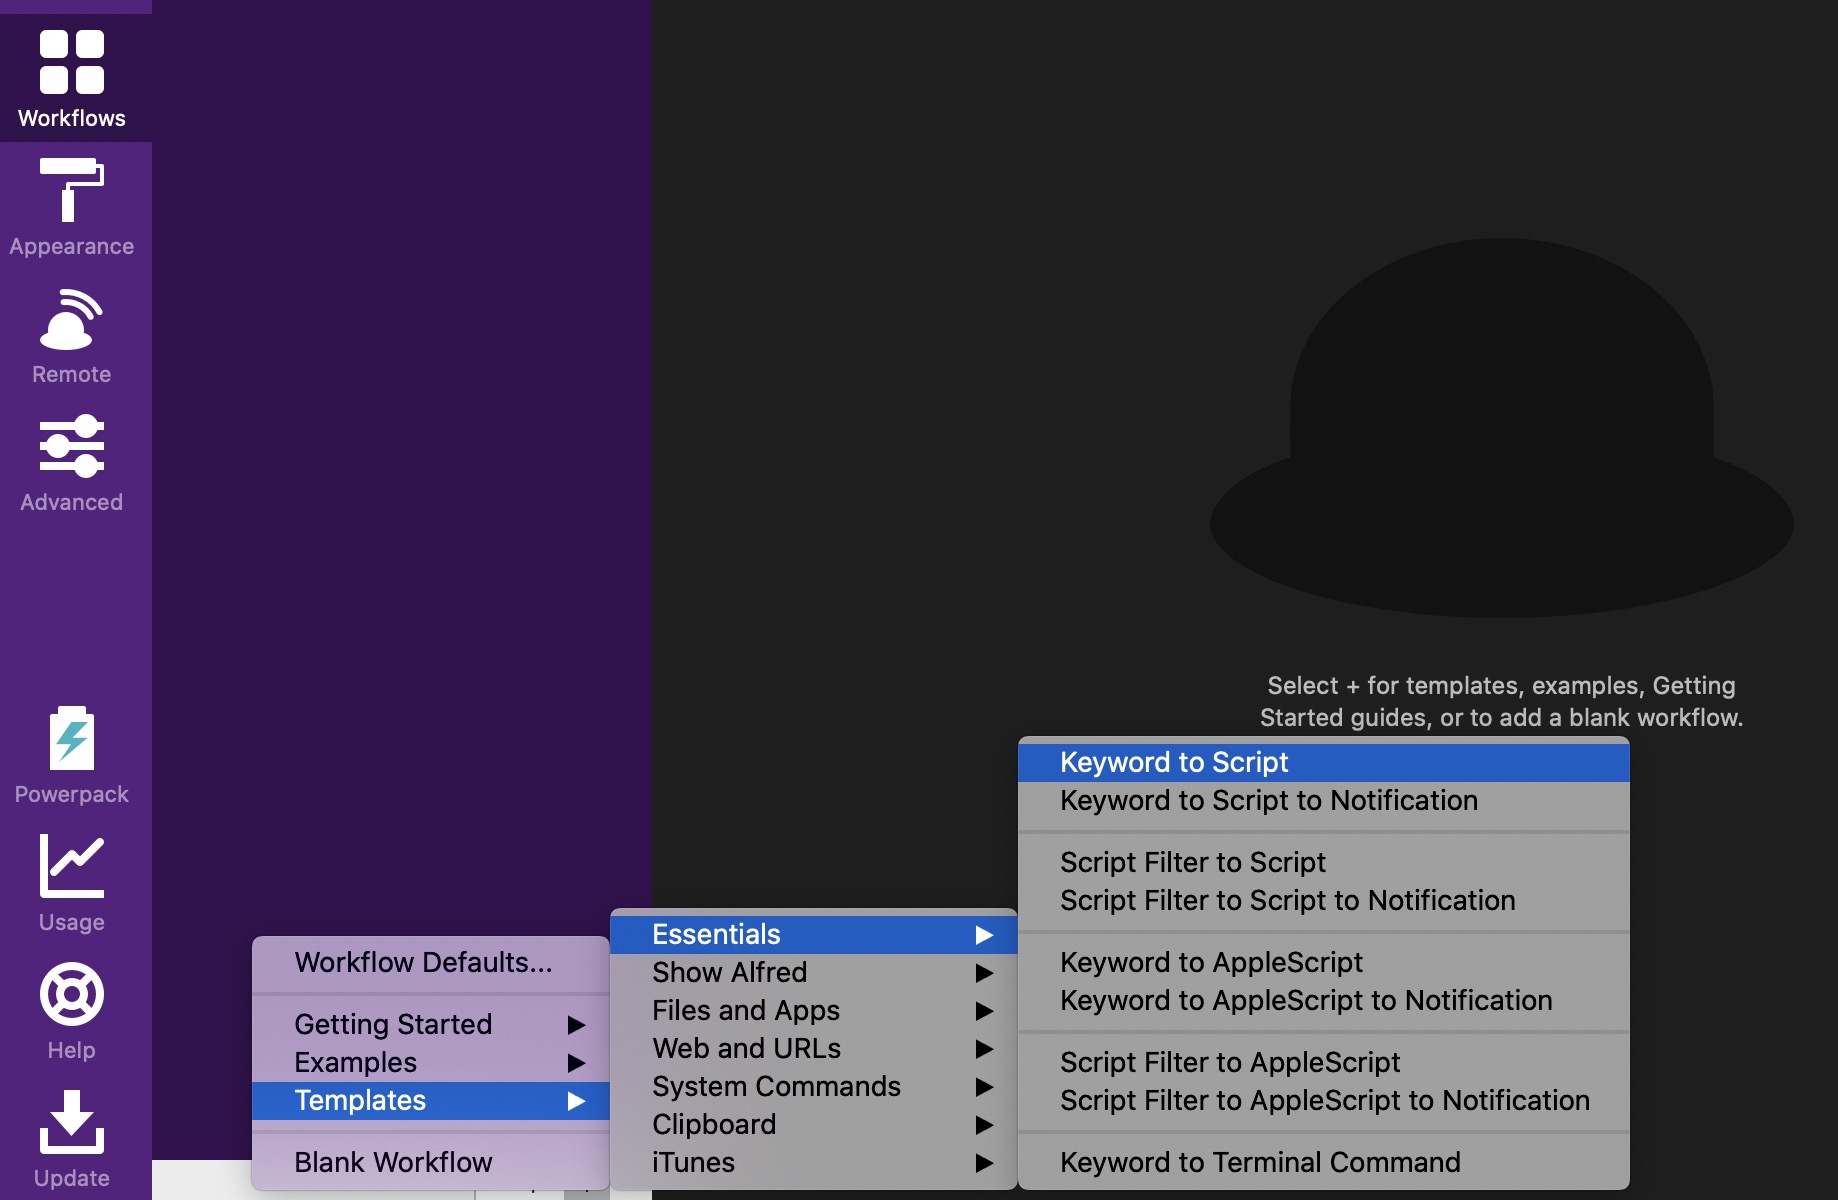 Workflows
Appearance
Remote
Advanced
Powerpack
Usage
Help
Update
Select + for templates, examples, Getting
Started guides, or to add a blank workflow.
Workflow Defaults...
Getting Started
Examples
Templates
Blank Workflow
Essentials
Show Alfred
Files and Apps
Web and URLs
System Commands
Clipboard
iTunes
Keyword to Script
Keyword to Script to Notification
Script Filter to Script
Script Filter to Script to Notification
Keyword to AppleScript
Keyword to AppleScript to Notification
Script Filter to AppleScript
Script Filter to AppleScript to Notification
Keyword to Terminal Command